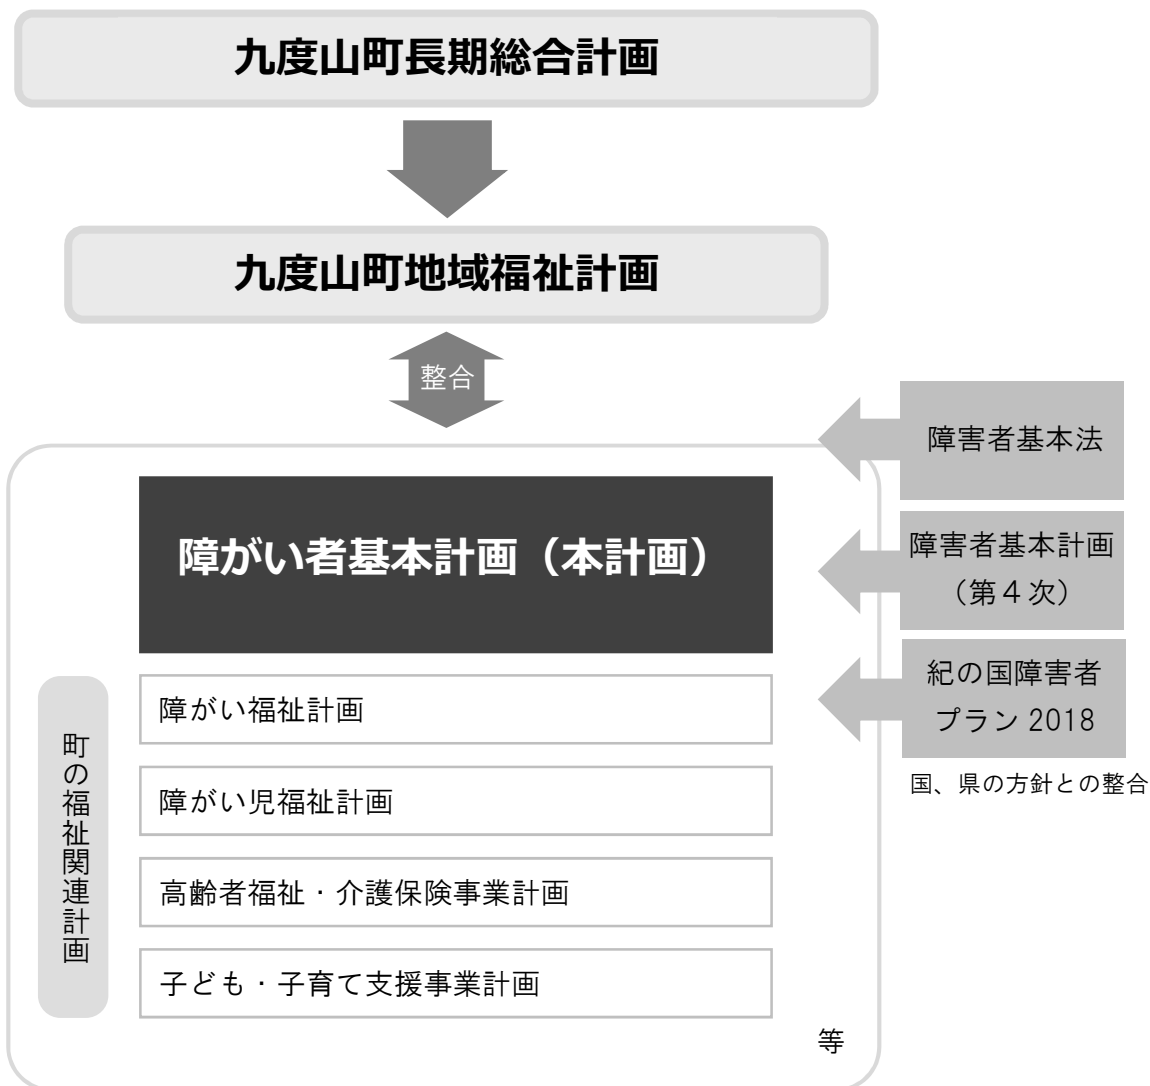 九度山町長期総合計画
九度山町地域福祉計画
整合
障害者基本法
障がい者基本計画（本計画）
障害者基本計画
（第４次）
紀の国障害者
プラン 2018
国、県の方針との整合
町の福祉関連計画
障がい福祉計画
障がい児福祉計画
高齢者福祉・介護保険事業計画
子ども・子育て支援事業計画
等